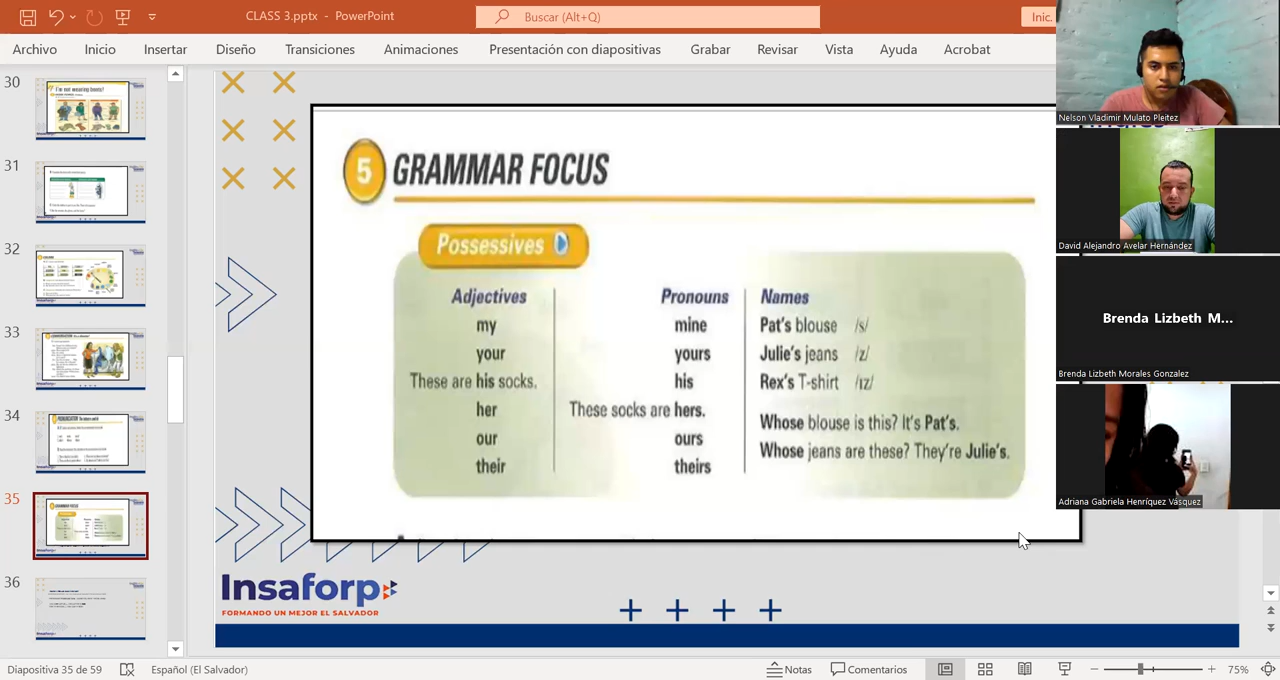 CLASS 3.pptx - PowerPoint
Buscar (Alt+Q)
Inic.
Archivo
Inicio
Insertar
Diseño
Transiciones
Animaciones
Presentación con diapositivas
Grabar
Revisar
Vista
Ayuda
Acrobat
30
I'm not wearing boots!
31
32
33
34
35
GRAMMAR FOCUS
36
5 GRAMMAR FOCUS
Possessives
Adjectives Pronouns Names
my mine Pat's blouse /s/
your yours Julie's jeans /z/
These are his socks. his Rex's T-shirt /ɪz/
her These socks are hers.
Whose blouse is this? It's Pat's.
our ours
Whose jeans are these? They're Julie's.
their theirs
Insaforp
FORMANDO UN MEJOR EL SALVADOR
Nelson Vladimir Mulato Pleitez
David Alejandro Avelar Hernández
Brenda Lizbeth M...
Brenda Lizbeth Morales Gonzalez
Adriana Gabriela Henríquez Vásquez
Diapositiva 35 de 59
Español (El Salvador)
Notas
Comentarios
75%